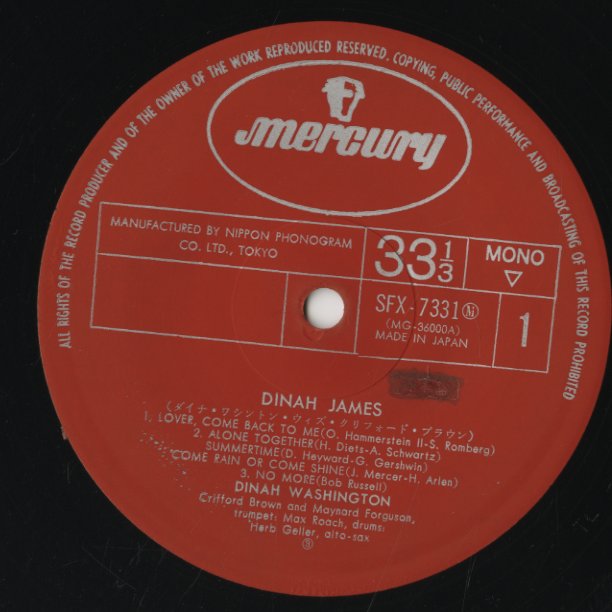 ALL RIGHTS OF THE RECORD PRODUCER AND OF THE OWNER OF THE WORK REPRODUCED RESERVED. COPYING, PUBLIC PERFORMANCE AND BROADCASTING OF THIS RECORD PROHIBITED
mercury
MANUFACTURED BY NIPPON PHONOGRAM
CO. LTD., TOKYO
33 1/3
MONO
▽
SFX-7331 Ⓜ
(MG-36000A)
MADE IN JAPAN
1
DINAH JAMES
(ダイナ・ワシントン・ウィズ・クリフォード・ブラウン)
1. LOVER, COME BACK TO ME(O. Hammerstein II-S. Romberg)
2. ALONE TOGETHER(H. Diets-A. Schwartz)
SUMMERTIME(D. Heyward-G. Gershwin)
COME RAIN OR COME SHINE(J. Mercer-H. Arlen)
3. NO MORE(Bob Russell)
DINAH WASHINGTON
Crifford Brown and Maynard Forguson,
trumpet: Max Roach, drums:
Herb Geller, alto-sax